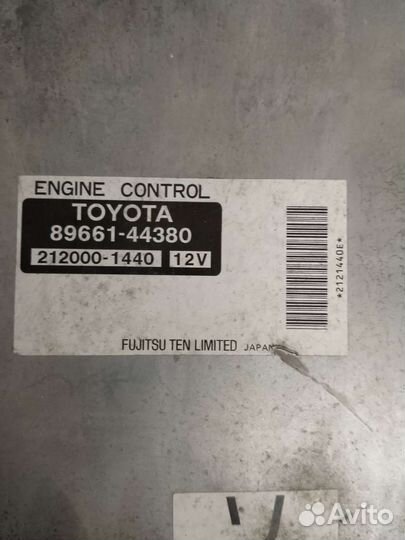 ENGINE CONTROL
TOYOTA
89661-44380
212000-1440 12V
*2121440E*
FUJITSU TEN LIMITED JAPAN
Avito